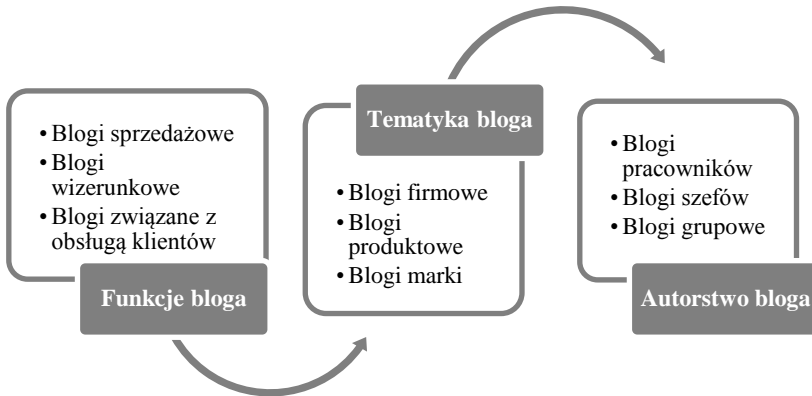 • Blogi sprzedażowe
• Blogi
wizerunkowe
• Blogi związane z
obsługą klientów
Funkcje bloga
Tematyka bloga
• Blogi firmowe
• Blogi
produktowe
• Blogi marki
• Blogi
pracowników
• Blogi szefów
• Blogi grupowe
Autorstwo bloga